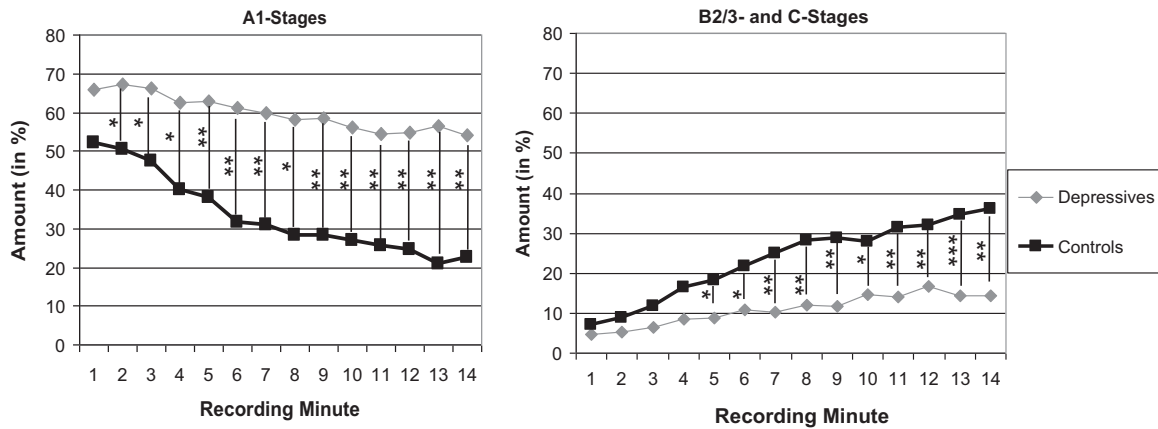 A1-Stages
80
70
60
50
40
30
20
10
0
Amount (in %)
* * * ** ** ** * ** ** ** ** ** **
1 2 3 4 5 6 7 8 9 10 11 12 13 14
Recording Minute
B2/3- and C-Stages
80
70
60
50
40
30
20
10
0
Amount (in %)
* * ** ** ** * ** ** *** **
1 2 3 4 5 6 7 8 9 10 11 12 13 14
Recording Minute
Depressives
Controls